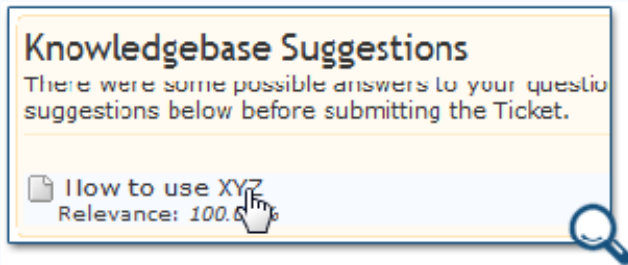 Knowledgebase Suggestions
There were some possible answers to your questio
suggestions below before submitting the Ticket.
How to use XYZ
Relevance: 100.